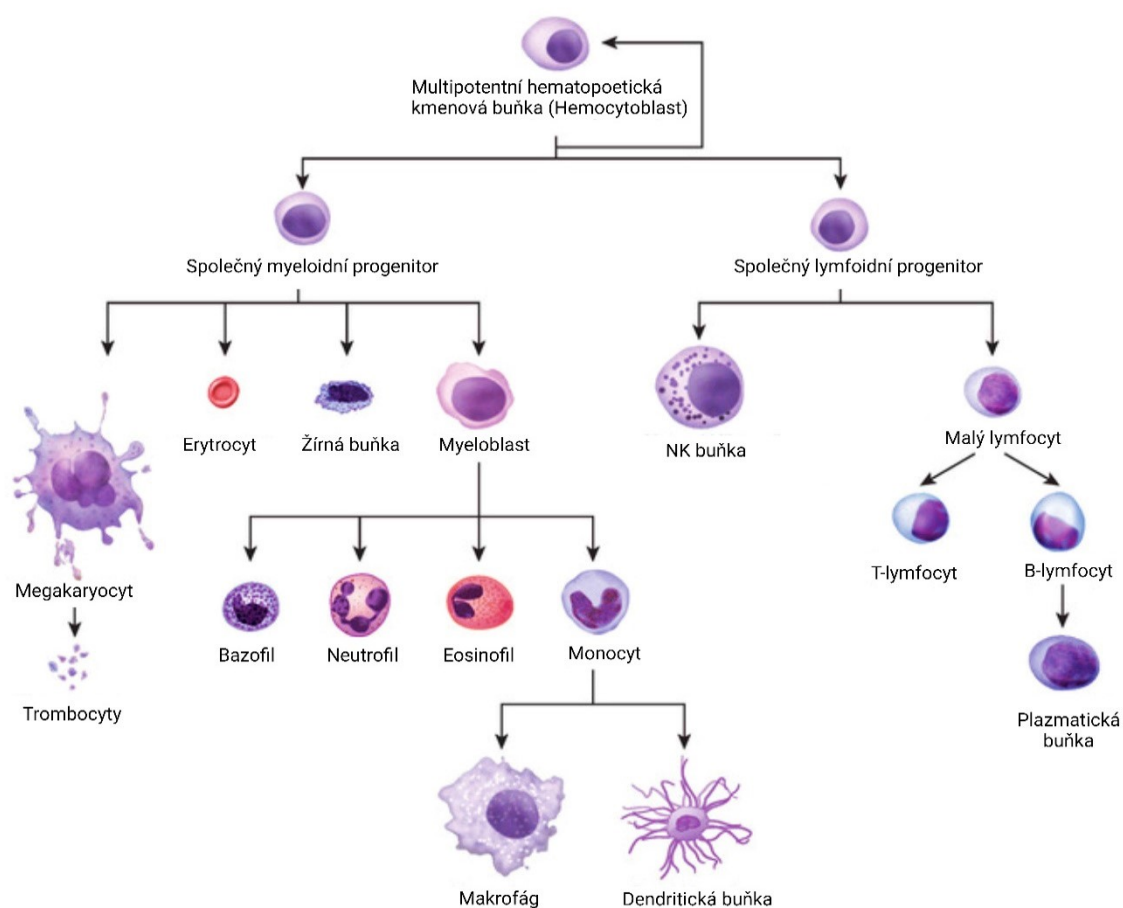 Multipotentní hematopoetická
kmenová buňka (Hemocytoblast)
Společný myeloidní progenitor
Společný lymfoidní progenitor
Erytrocyt
Žírná buňka
Myeloblast
NK buňka
Malý lymfocyt
Megakaryocyt
T-lymfocyt
B-lymfocyt
Bazofil
Neutrofil
Eosinofil
Monocyt
Trombocyty
Plazmatická
buňka
Makrofág
Dendritická buňka